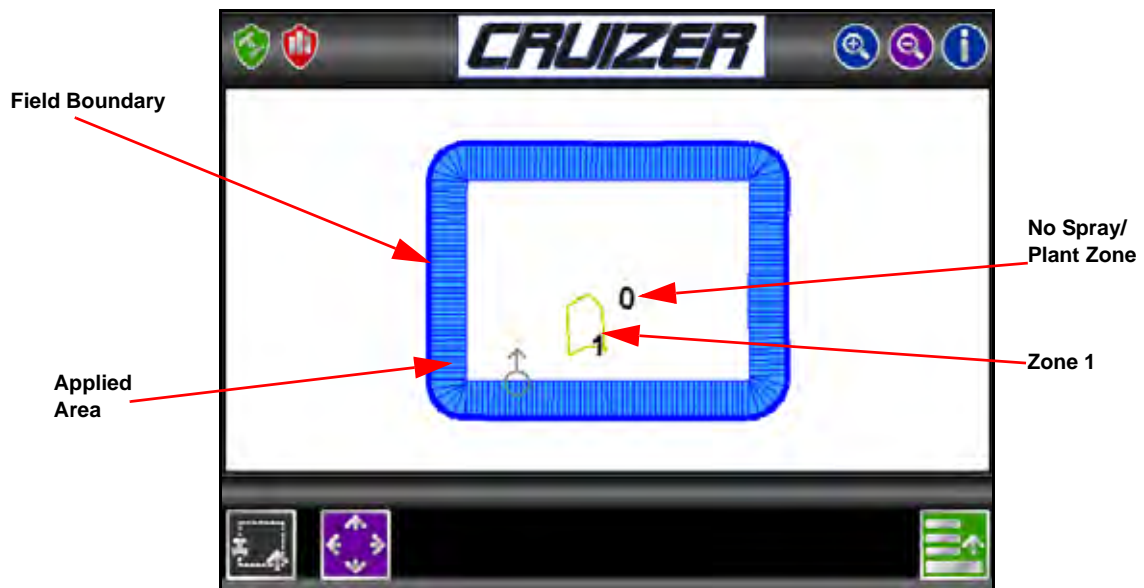 CRUIZER
Field Boundary
No Spray/
Plant Zone
0
1
Zone 1
Applied
Area